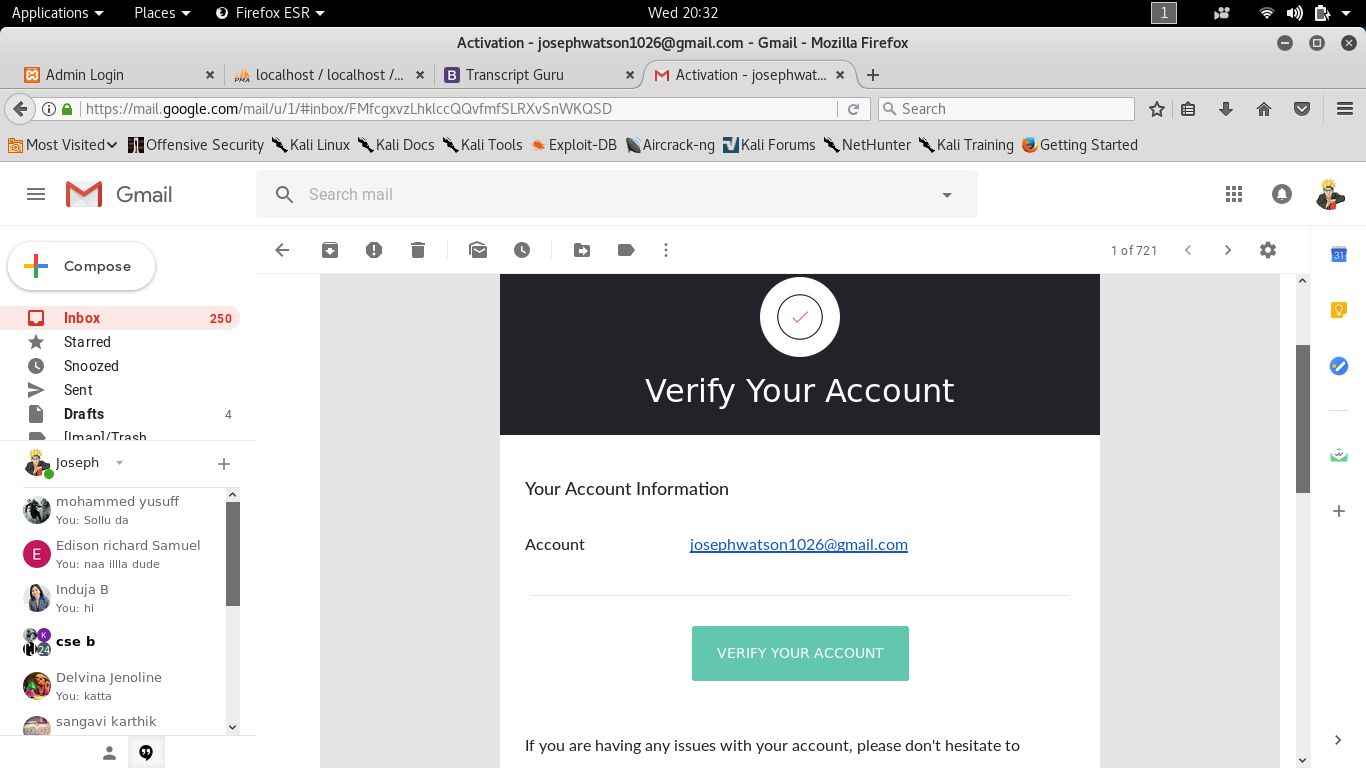 Applications Places Firefox ESR Wed 20:32 1
Activation - josephwatson1026@gmail.com - Gmail - Mozilla Firefox
Admin Login localhost / localhost /... Transcript Guru Activation - josephwat...
https://mail.google.com/mail/u/1/#inbox/FMfcgxvzLhklccQQvfmfSLRXvSnWKQSD Search
Most Visited Offensive Security Kali Linux Kali Docs Kali Tools Exploit-DB Aircrack-ng Kali Forums NetHunter Kali Training Getting Started
Gmail Search mail
1 of 721
Compose
Inbox 250
Starred
Snoozed
Sent
Drafts 4
[Imap]/Trash
Joseph
mohammed yusuff
You: Sollu da
Edison richard Samuel
You: naa illla dude
Induja B
You: hi
cse b
Delvina Jenoline
You: katta
sangavi karthik
Verify Your Account
Your Account Information
Account josephwatson1026@gmail.com
VERIFY YOUR ACCOUNT
If you are having any issues with your account, please don't hesitate to